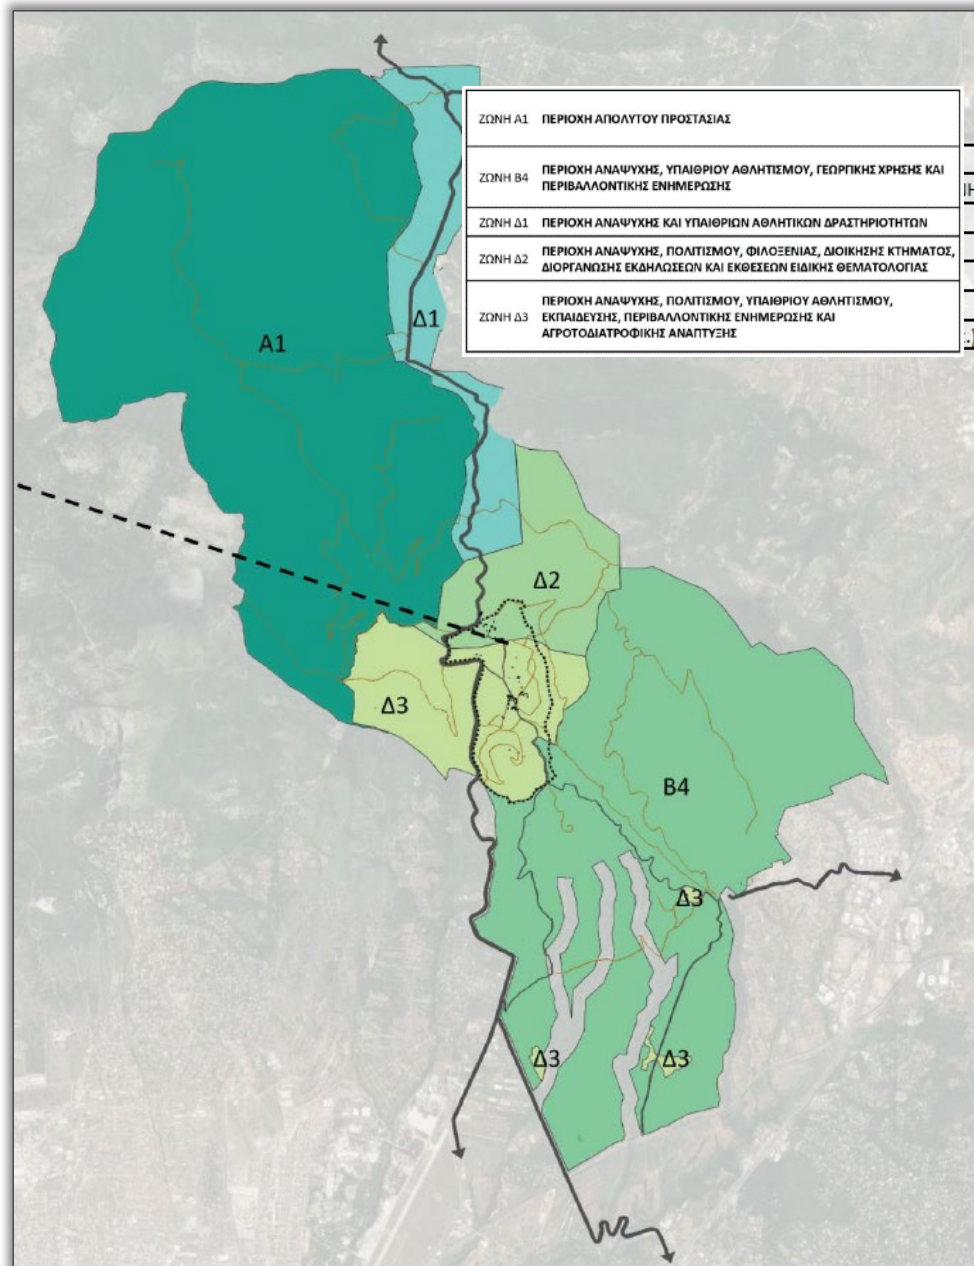 ΖΩΝΗ Α1 ΠΕΡΙΟΧΗ ΑΠΟΛΥΤΟΥ ΠΡΟΣΤΑΣΙΑΣ
ΖΩΝΗ Β4 ΠΕΡΙΟΧΗ ΑΝΑΨΥΧΗΣ, ΥΠΑΙΘΡΙΟΥ ΑΘΛΗΤΙΣΜΟΥ, ΓΕΩΡΓΙΚΗΣ ΧΡΗΣΗΣ ΚΑΙ
ΠΕΡΙΒΑΛΛΟΝΤΙΚΗΣ ΕΝΗΜΕΡΩΣΗΣ
ΖΩΝΗ Δ1 ΠΕΡΙΟΧΗ ΑΝΑΨΥΧΗΣ ΚΑΙ ΥΠΑΙΘΡΙΩΝ ΑΘΛΗΤΙΚΩΝ ΔΡΑΣΤΗΡΙΟΤΗΤΩΝ
ΖΩΝΗ Δ2 ΠΕΡΙΟΧΗ ΑΝΑΨΥΧΗΣ, ΠΟΛΙΤΙΣΜΟΥ, ΦΙΛΟΞΕΝΙΑΣ, ΔΙΟΙΚΗΣΗΣ ΚΤΗΜΑΤΟΣ,
ΔΙΟΡΓΑΝΩΣΗΣ ΕΚΔΗΛΩΣΕΩΝ ΚΑΙ ΕΚΘΕΣΕΩΝ ΕΙΔΙΚΗΣ ΘΕΜΑΤΟΛΟΓΙΑΣ
ΖΩΝΗ Δ3 ΠΕΡΙΟΧΗ ΑΝΑΨΥΧΗΣ, ΠΟΛΙΤΙΣΜΟΥ, ΥΠΑΙΘΡΙΟΥ ΑΘΛΗΤΙΣΜΟΥ,
ΕΚΠΑΙΔΕΥΣΗΣ, ΠΕΡΙΒΑΛΛΟΝΤΙΚΗΣ ΕΝΗΜΕΡΩΣΗΣ ΚΑΙ
ΑΓΡΟΤΟΔΙΑΤΡΟΦΙΚΗΣ ΑΝΑΠΤΥΞΗΣ
Δ1
Α1
Δ2
Δ3
Β4
Δ3
Δ3
Δ3